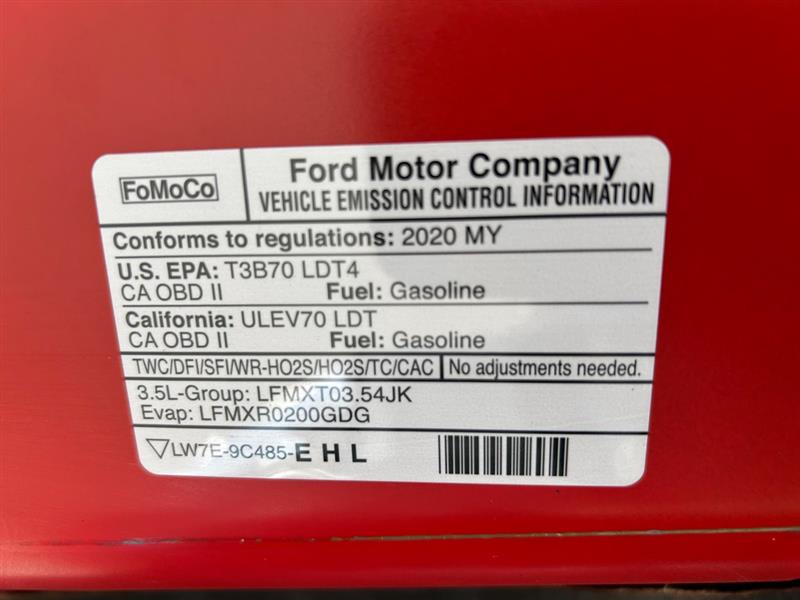 FoMoCo
Ford Motor Company
VEHICLE EMISSION CONTROL INFORMATION
Conforms to regulations: 2020 MY
U.S. EPA: T3B70 LDT4
CA OBD II Fuel: Gasoline
California: ULEV70 LDT
CA OBD II Fuel: Gasoline
TWC/DFI/SFI/WR-HO2S/HO2S/TC/CAC No adjustments needed.
3.5L-Group: LFMXT03.54JK
Evap: LFMXR0200GDG
LW7E-9C485-E H L